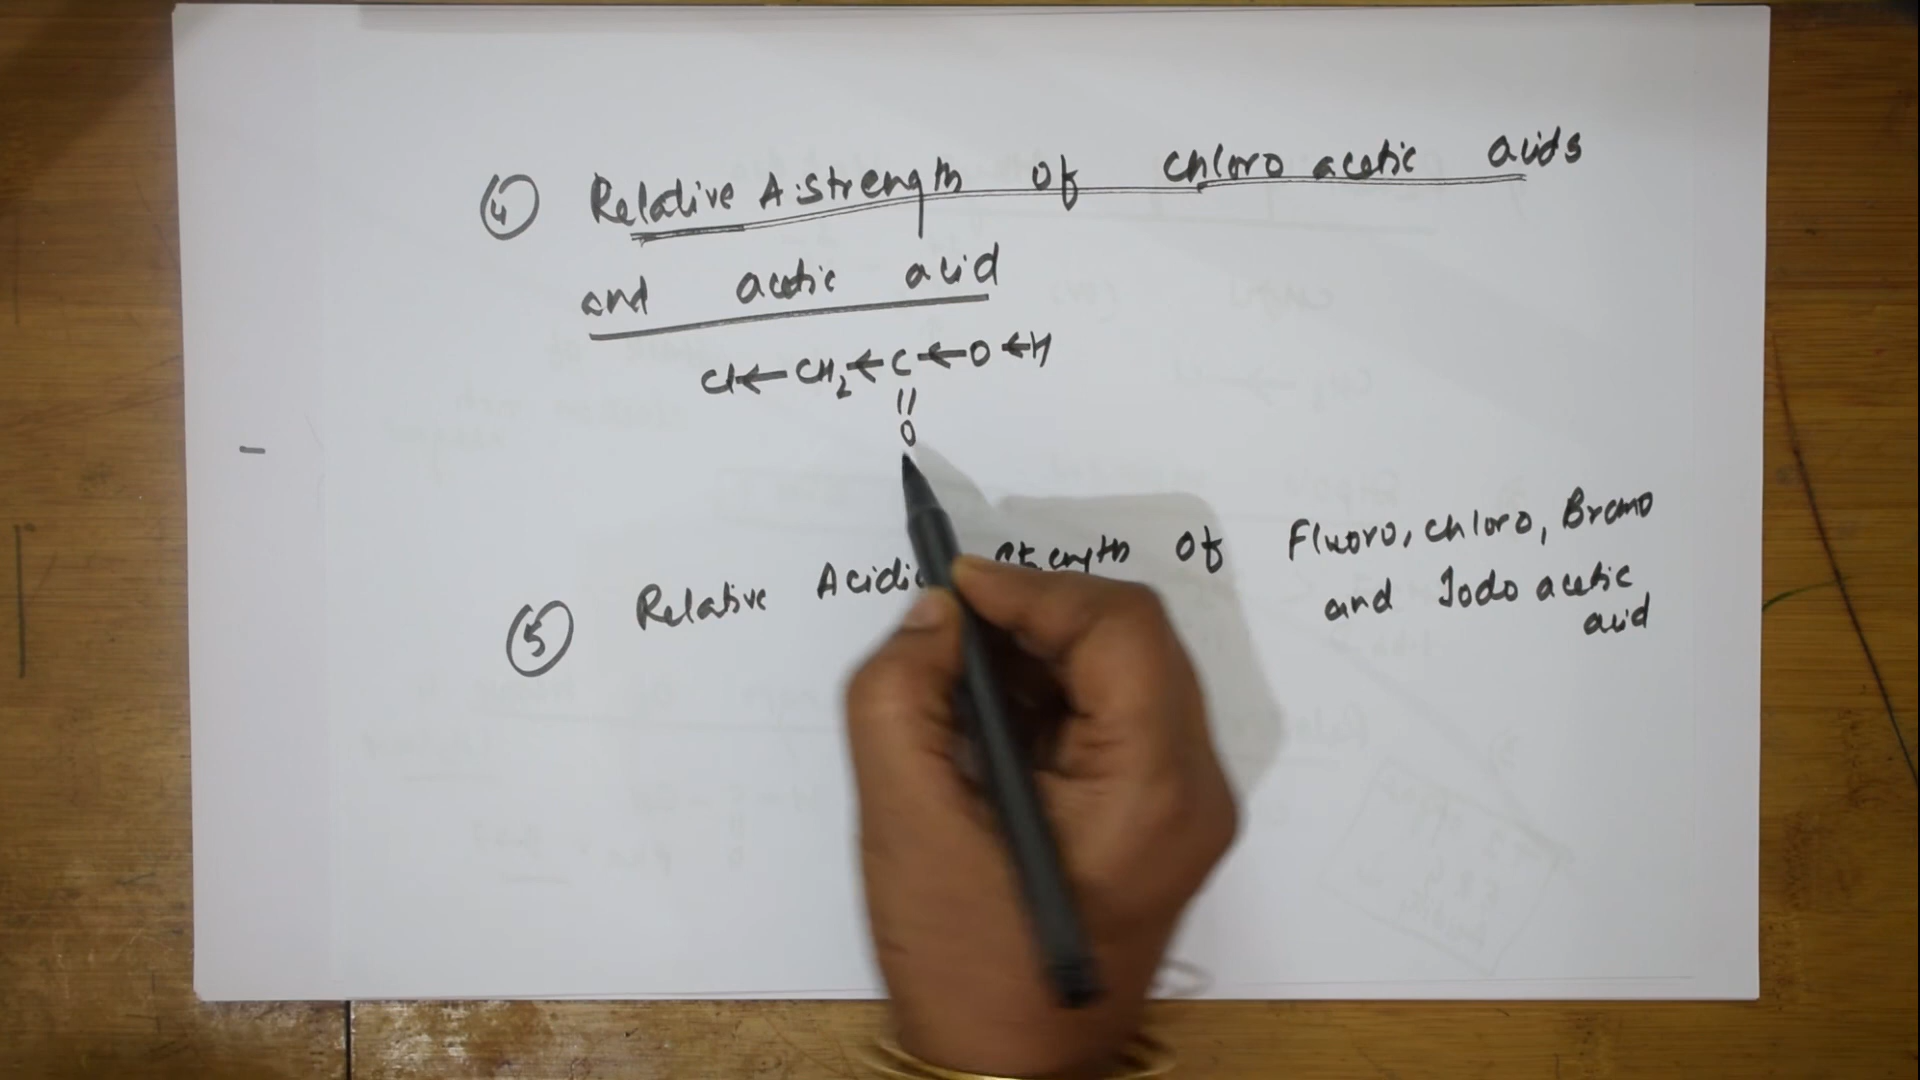 4 Relative A.strength of chloro acetic acids
and acetic acid
Cl←CH2←C←O←H
||
O
5 Relative Acidic strength of Fluoro, chloro, Bromo
and Iodo acetic
acid